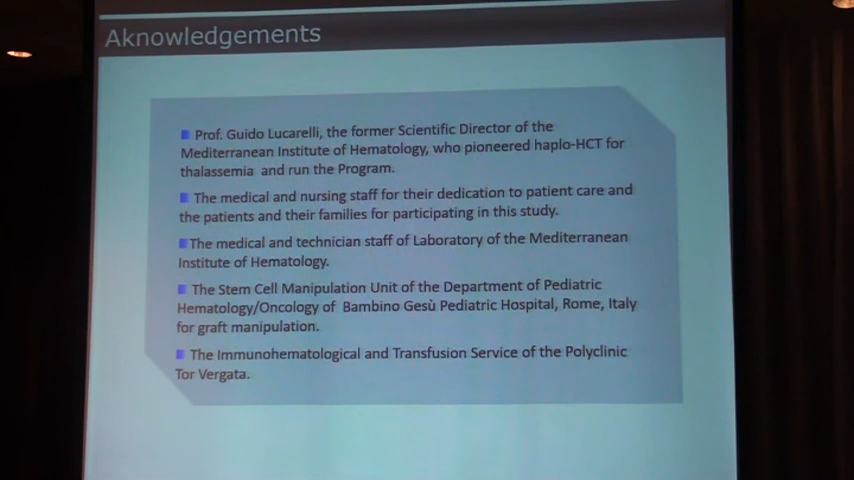 Aknowledgements
Prof. Guido Lucarelli, the former Scientific Director of the
Mediterranean Institute of Hematology, who pioneered haplo-HCT for
thalassemia and run the Program.
The medical and nursing staff for their dedication to patient care and
the patients and their families for participating in this study.
The medical and technician staff of Laboratory of the Mediterranean
Institute of Hematology.
The Stem Cell Manipulation Unit of the Department of Pediatric
Hematology/Oncology of Bambino Gesù Pediatric Hospital, Rome, Italy
for graft manipulation.
The Immunohematological and Transfusion Service of the Polyclinic
Tor Vergata.